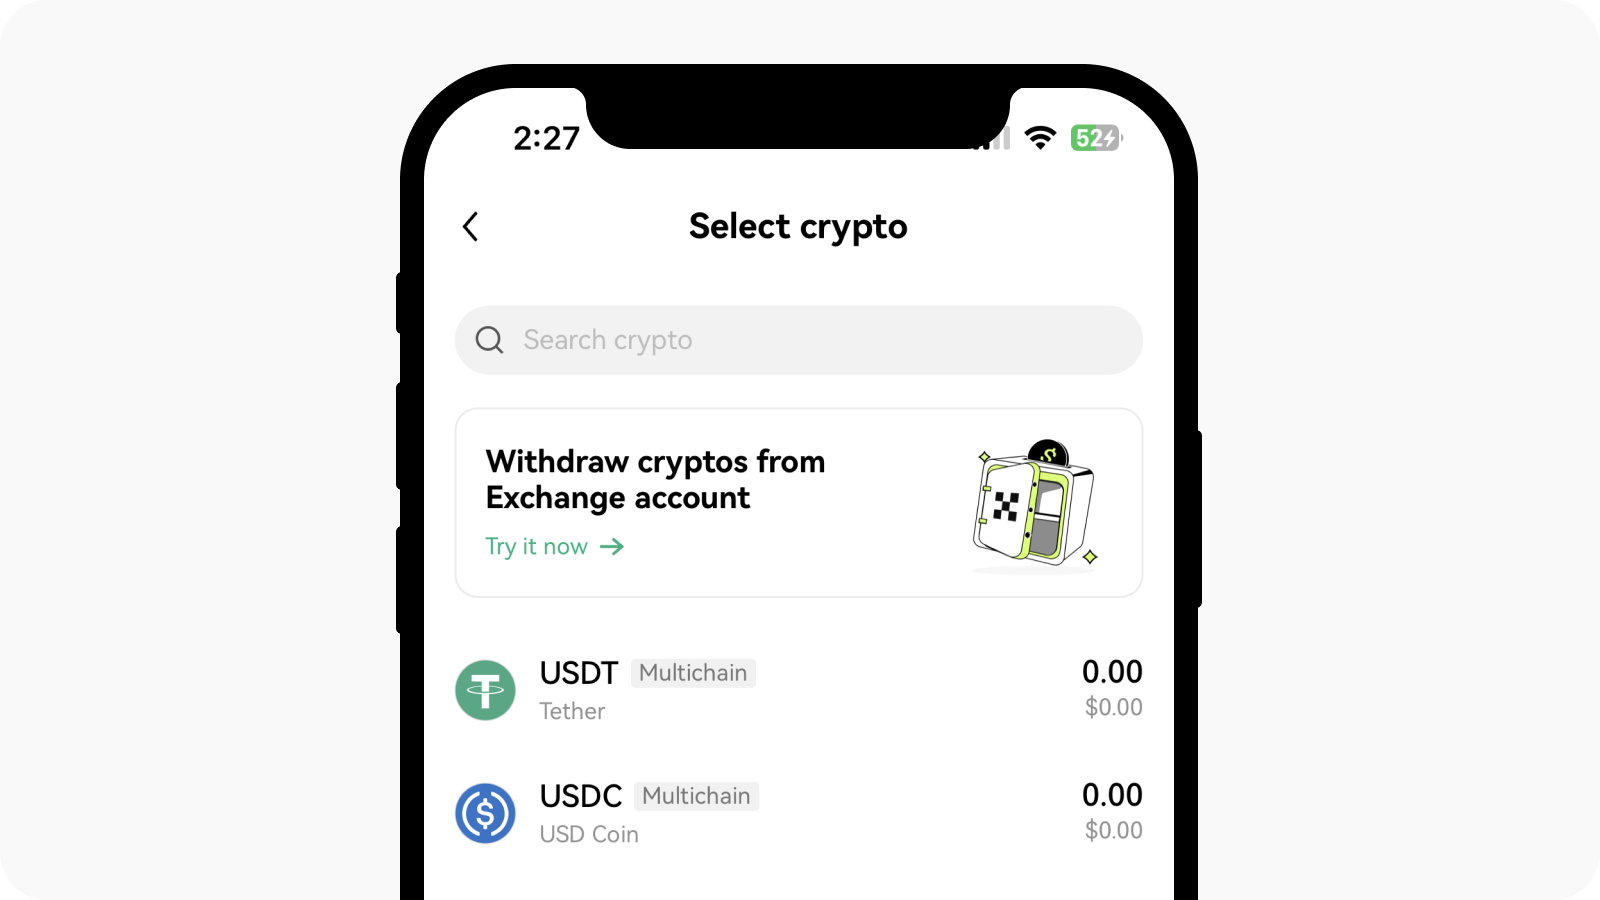 2:27
52
Select crypto
Search crypto
Withdraw cryptos from
Exchange account
Try it now
USDT Multichain 0.00
Tether $0.00
USDC Multichain 0.00
USD Coin $0.00